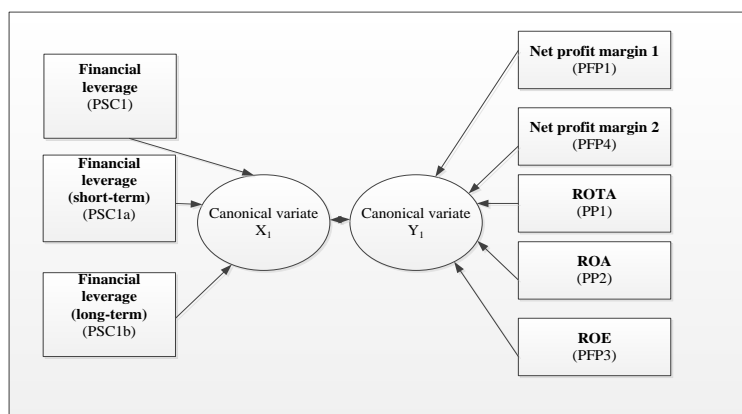 Financial
leverage
(PSC1)
Financial
leverage
(short-term)
(PSC1a)
Financial
leverage
(long-term)
(PSC1b)
Canonical variate
X₁
Canonical variate
Y₁
Net profit margin 1
(PFP1)
Net profit margin 2
(PFP4)
ROTA
(PP1)
ROA
(PP2)
ROE
(PFP3)